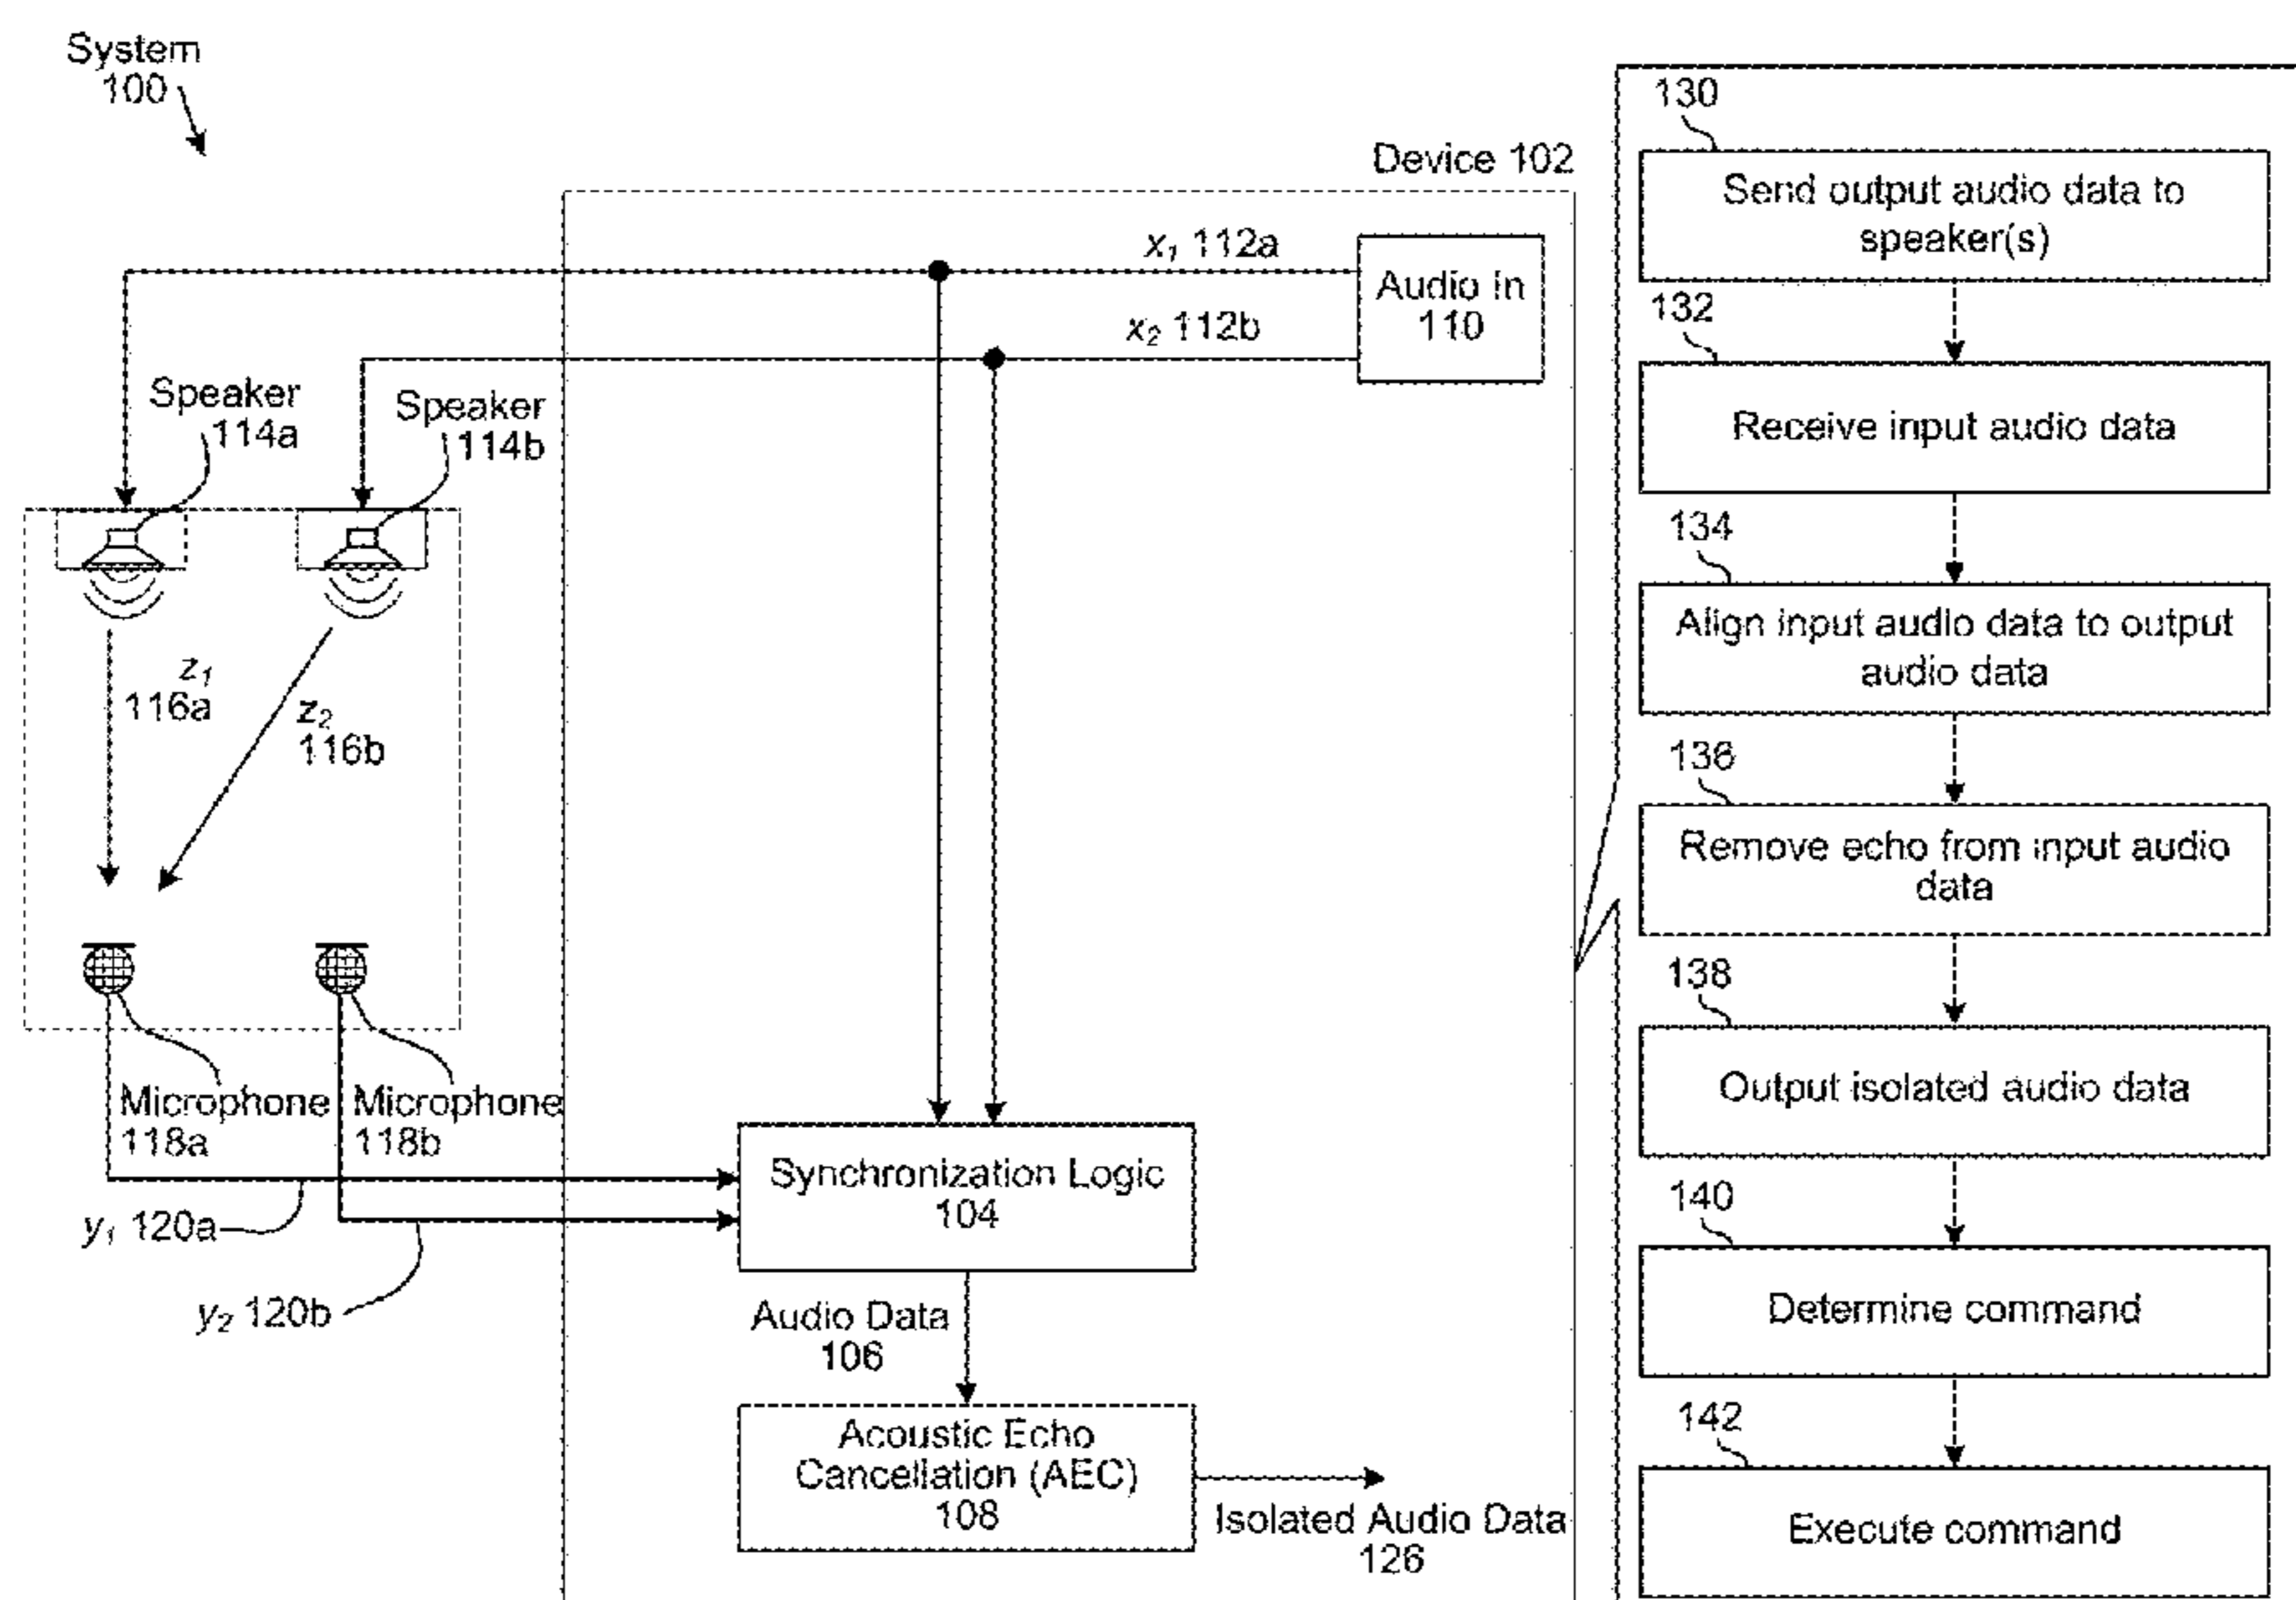 System
100
Device 102
x₁ 112a
Audio In
110
x₂ 112b
Speaker
114a
Speaker
114b
z₁
116a
z₂
116b
Microphone
118a
Microphone
118b
y₁ 120a
y₂ 120b
Synchronization Logic
104
Audio Data
106
Acoustic Echo
Cancellation (AEC)
108
Isolated Audio Data
126
130
Send output audio data to
speaker(s)
132
Receive input audio data
134
Align input audio data to output
audio data
136
Remove echo from input audio
data
138
Output isolated audio data
140
Determine command
142
Execute command